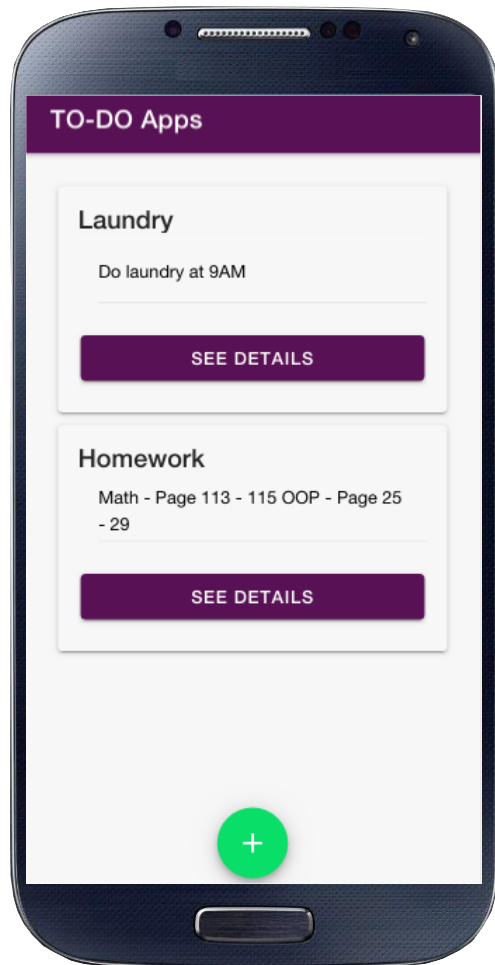 TO-DO Apps
Laundry
Do laundry at 9AM
SEE DETAILS
Homework
Math - Page 113 - 115 OOP - Page 25
- 29
SEE DETAILS
+